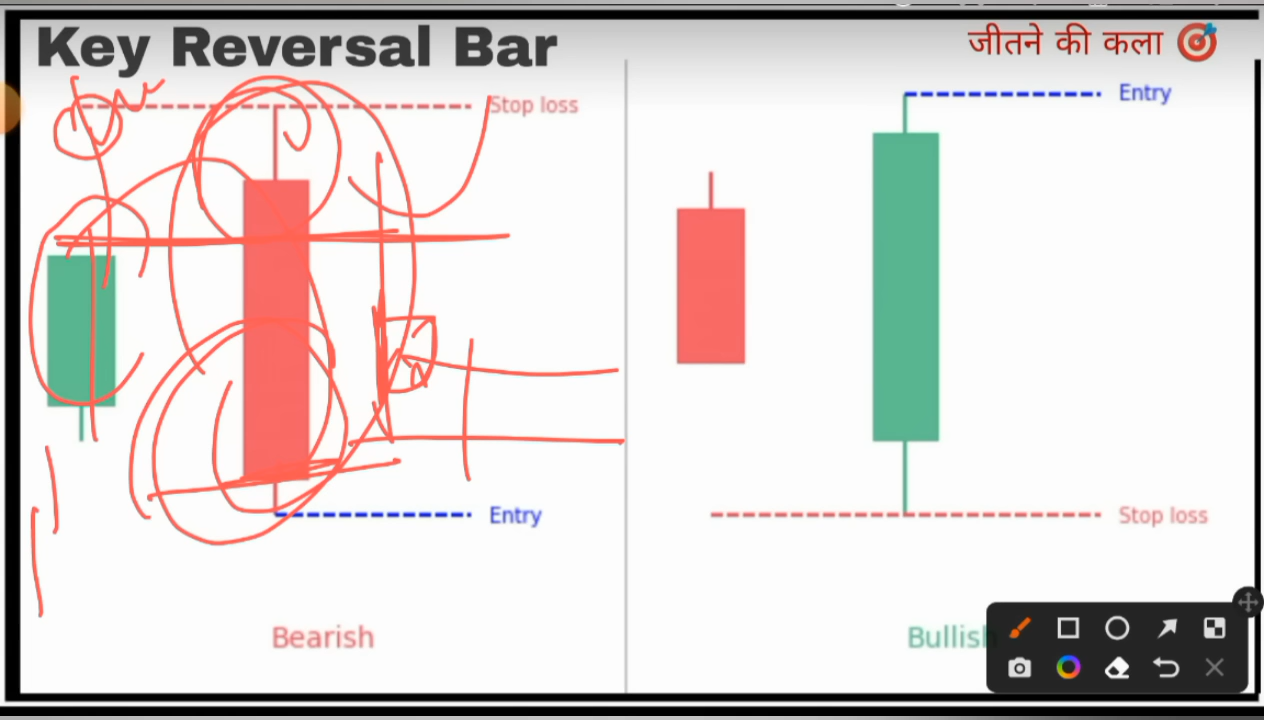 Key Reversal Bar
जीतने की कला
Stop loss
Entry
Entry
Stop loss
Bearish
Bullish